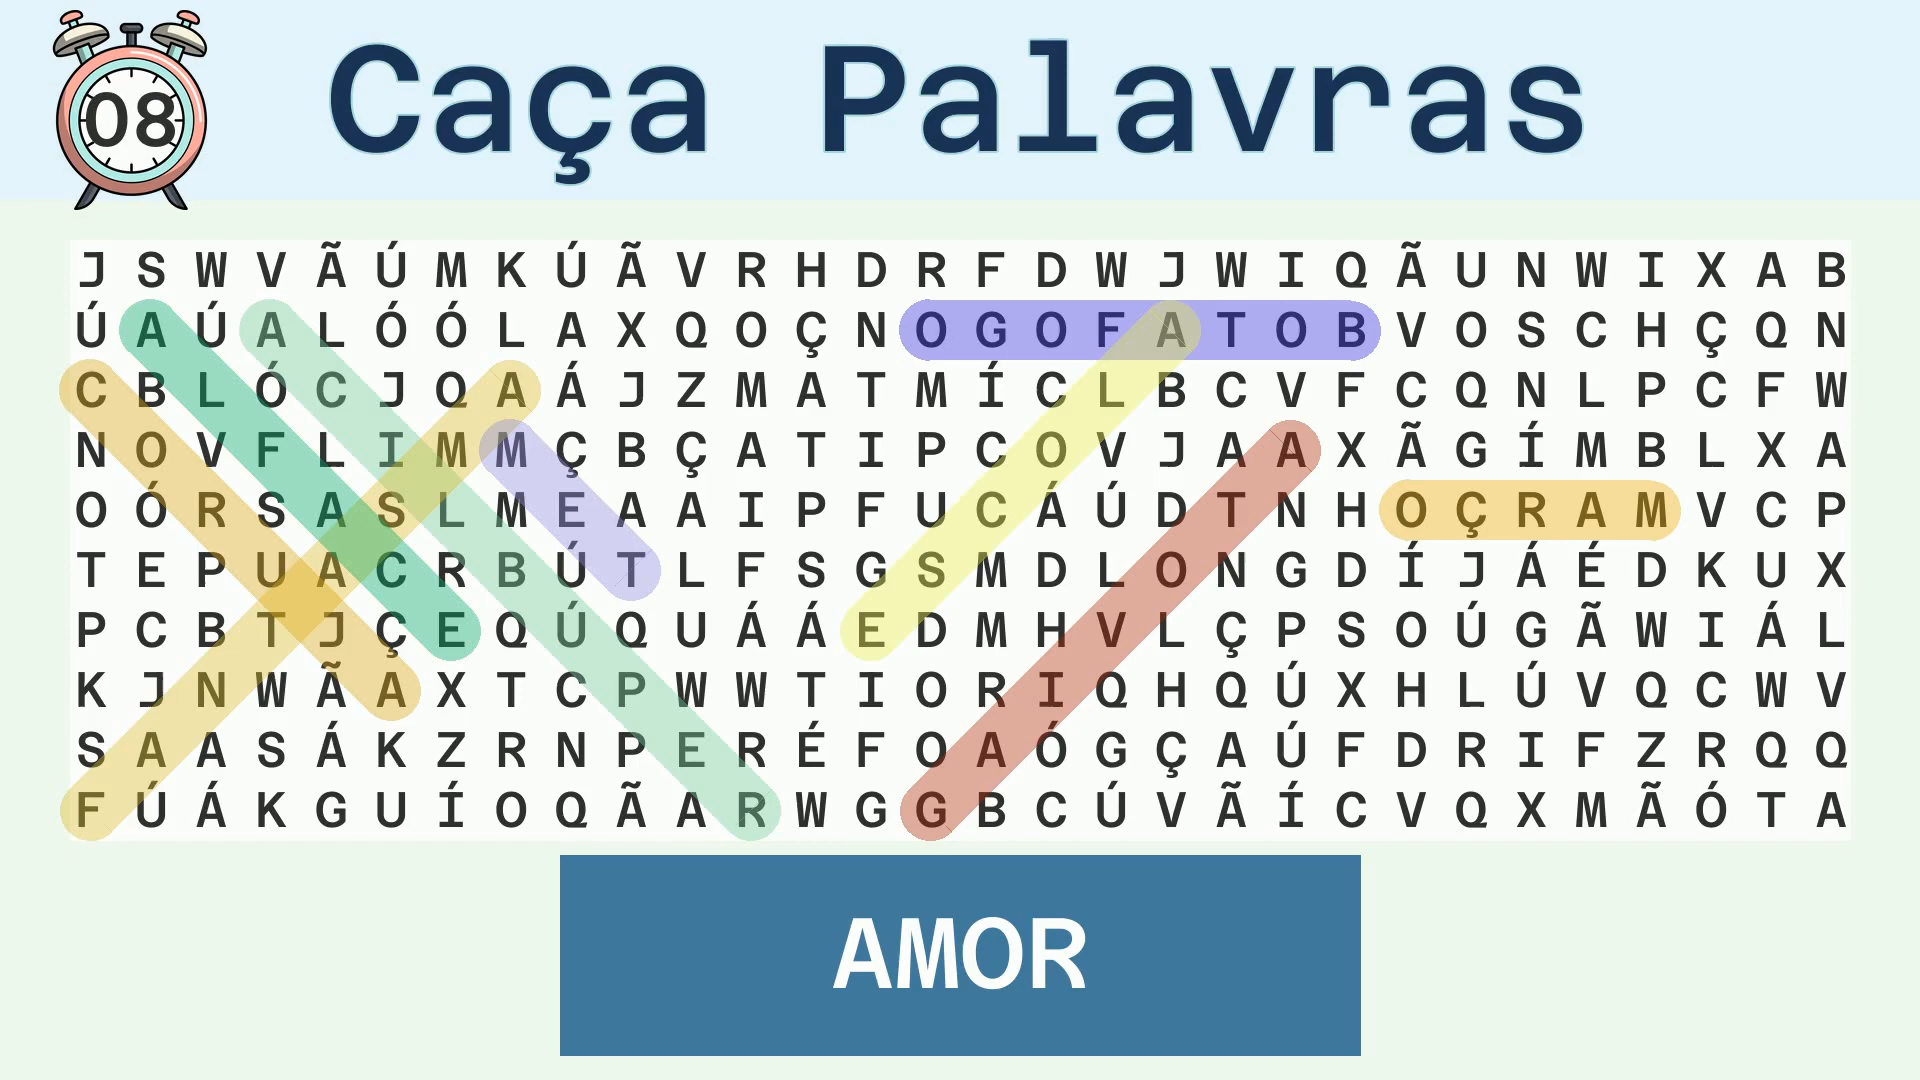 08
Caça Palavras
J S W V Ã Ú M K Ú Ã V R H D R F D W J W I Q Ã U N W I X A B
Ú A Ú A L Ó Ó L A X Q O Ç N O G O F A T O B V O S C H Ç Q N
C B L Ó C J Q A Á J Z M A T M Í C L B C V F C Q N L P C F W
N O V F L I M M Ç B Ç A T I P C O V J A A X Ã G Í M B L X A
O Ó R S A S L M E A A I P F U C Á Ú D T N H O Ç R A M V C P
T E P U A C R B Ú T L F S G S M D L O N G D Í J Á É D K U X
P C B T J Ç E Q Ú Q U Á Á E D M H V L Ç P S O Ú G Ã W I Á L
K J N W Ã A X T C P W W T I O R I Q H Q Ú X H L Ú V Q C W V
S A A S Á K Z R N P E R É F O A Ó G Ç A Ú F D R I F Z R Q Q
F Ú Á K G U Í O Q Ã A R W G G B C Ú V Ã Í C V Q X M Ã Ó T A
AMOR